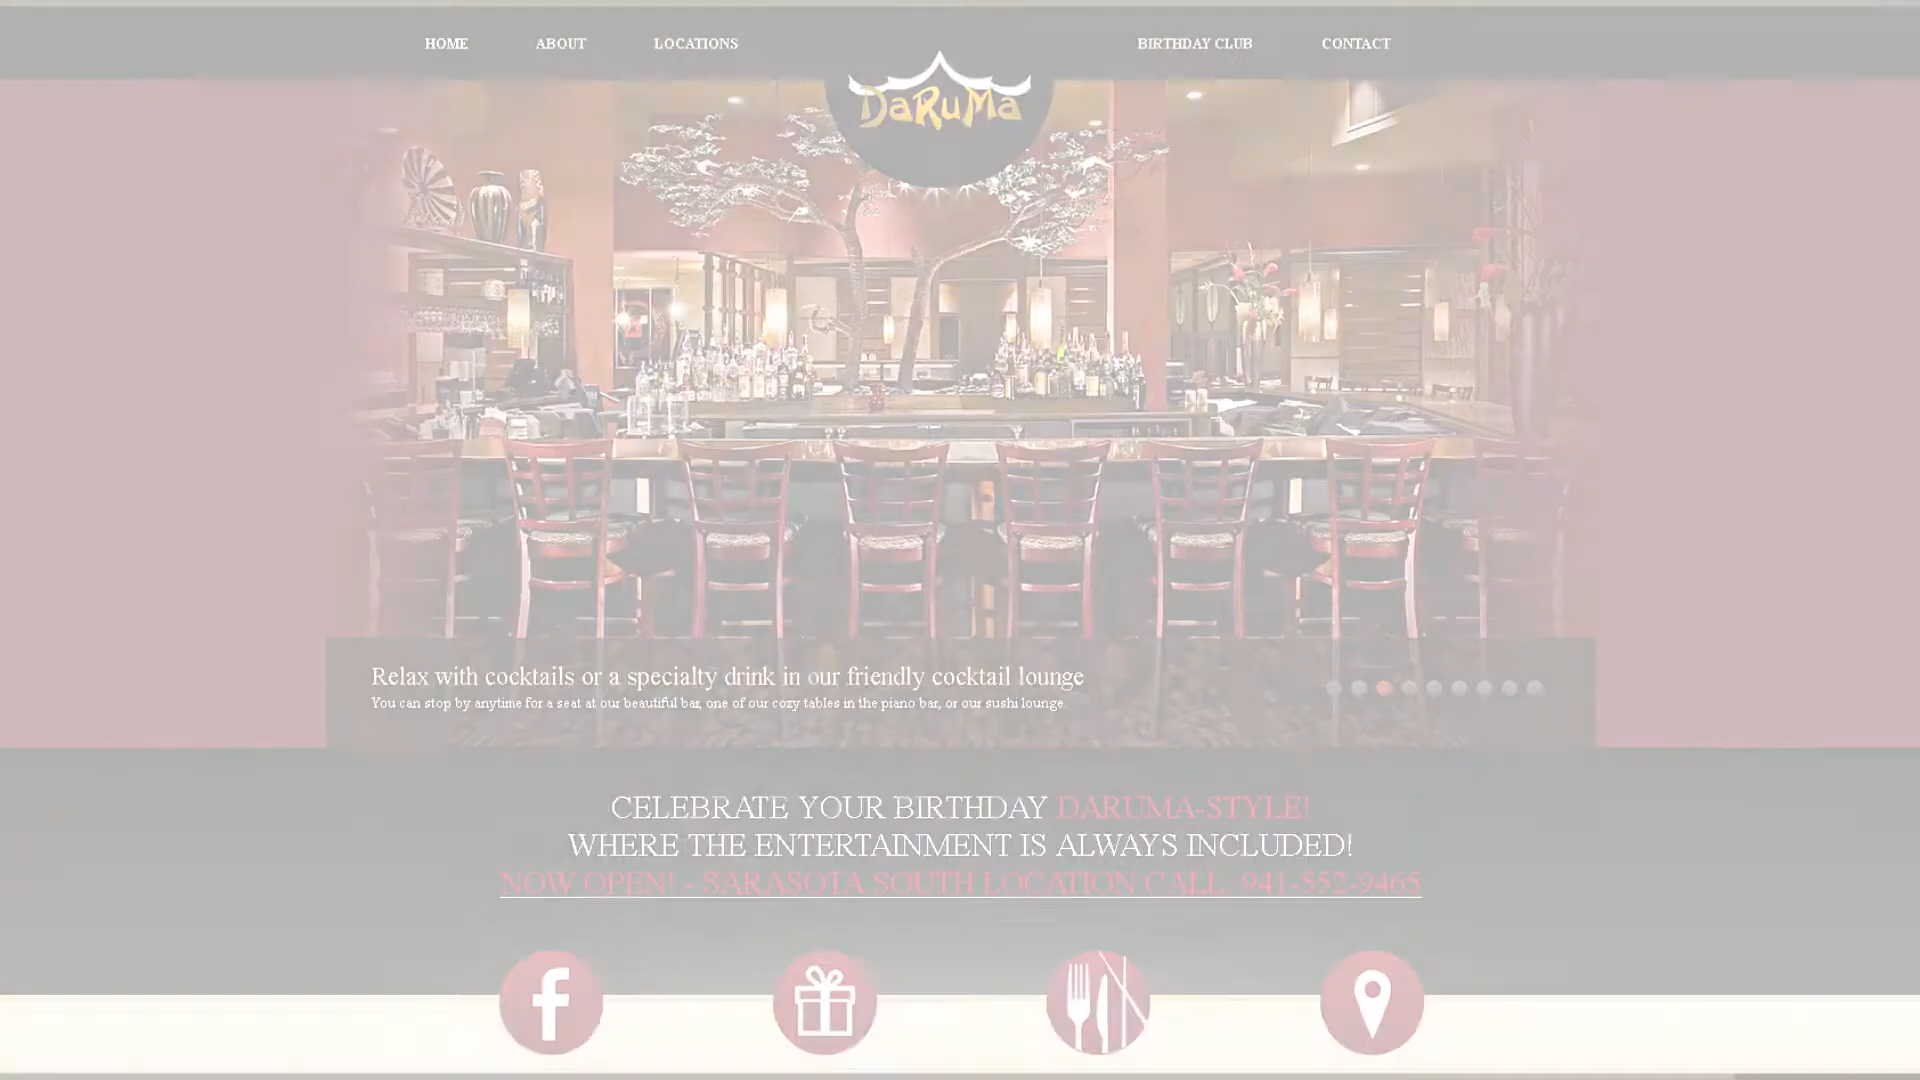 HOME ABOUT LOCATIONS BIRTHDAY CLUB CONTACT
DaRuMa
Relax with cocktails or a specialty drink in our friendly cocktail lounge
You can stop by anytime for a seat at our beautiful bar, one of our cozy tables in the piano bar, or our sushi lounge.
CELEBRATE YOUR BIRTHDAY DARUMA-STYLE!
WHERE THE ENTERTAINMENT IS ALWAYS INCLUDED!
NOW OPEN! - SARASOTA SOUTH LOCATION CALL: 941-552-9465